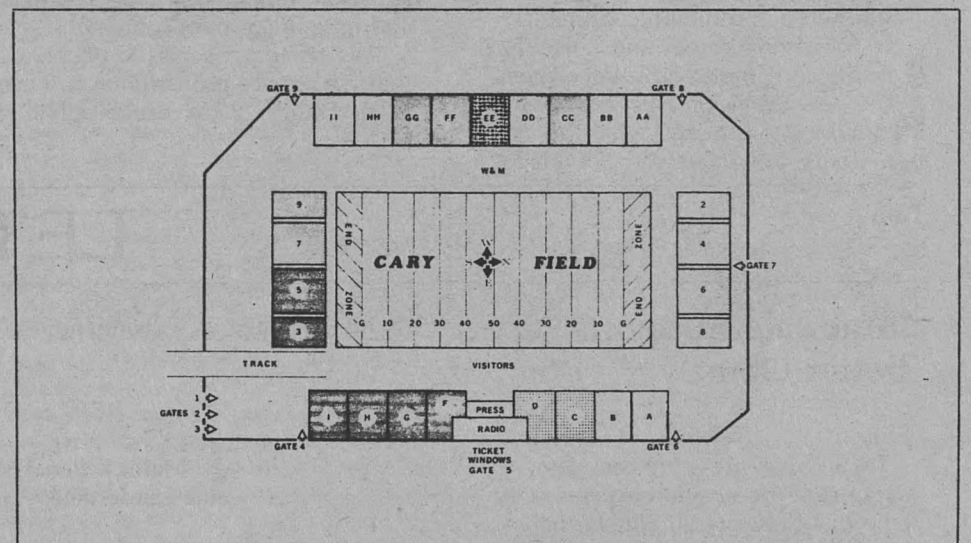 GATE 9
GATE 8
II HH GG FF EE DD CC BB AA
W & M
9
7
5
3
END
ZONE
CARY FIELD
W
N
E
ZONE
END
G 10 20 30 40 50 40 30 20 10 G
2
4
6
8
GATE 7
TRACK
VISITORS
GATES
1
2
3
I H G F
PRESS
RADIO
D C B A
GATE 4
TICKET
WINDOWS
GATE 5
GATE 6